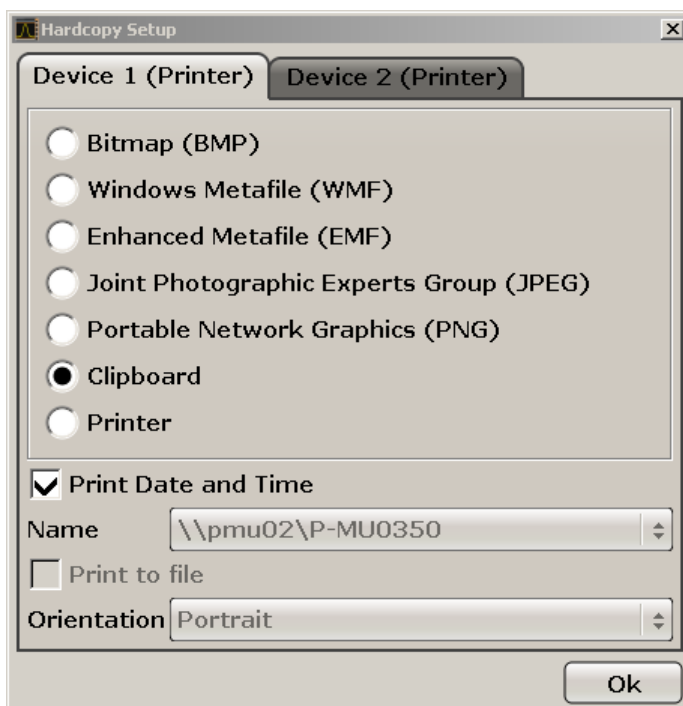 Hardcopy Setup
Device 1 (Printer) Device 2 (Printer)
Bitmap (BMP)
Windows Metafile (WMF)
Enhanced Metafile (EMF)
Joint Photographic Experts Group (JPEG)
Portable Network Graphics (PNG)
Clipboard
Printer
Print Date and Time
Name \\pmu02\P-MU0350
Print to file
Orientation Portrait
Ok